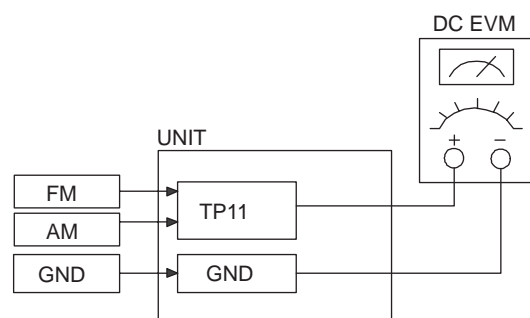 DC EVM
+ −
UNIT
FM
TP11
AM
GND
GND